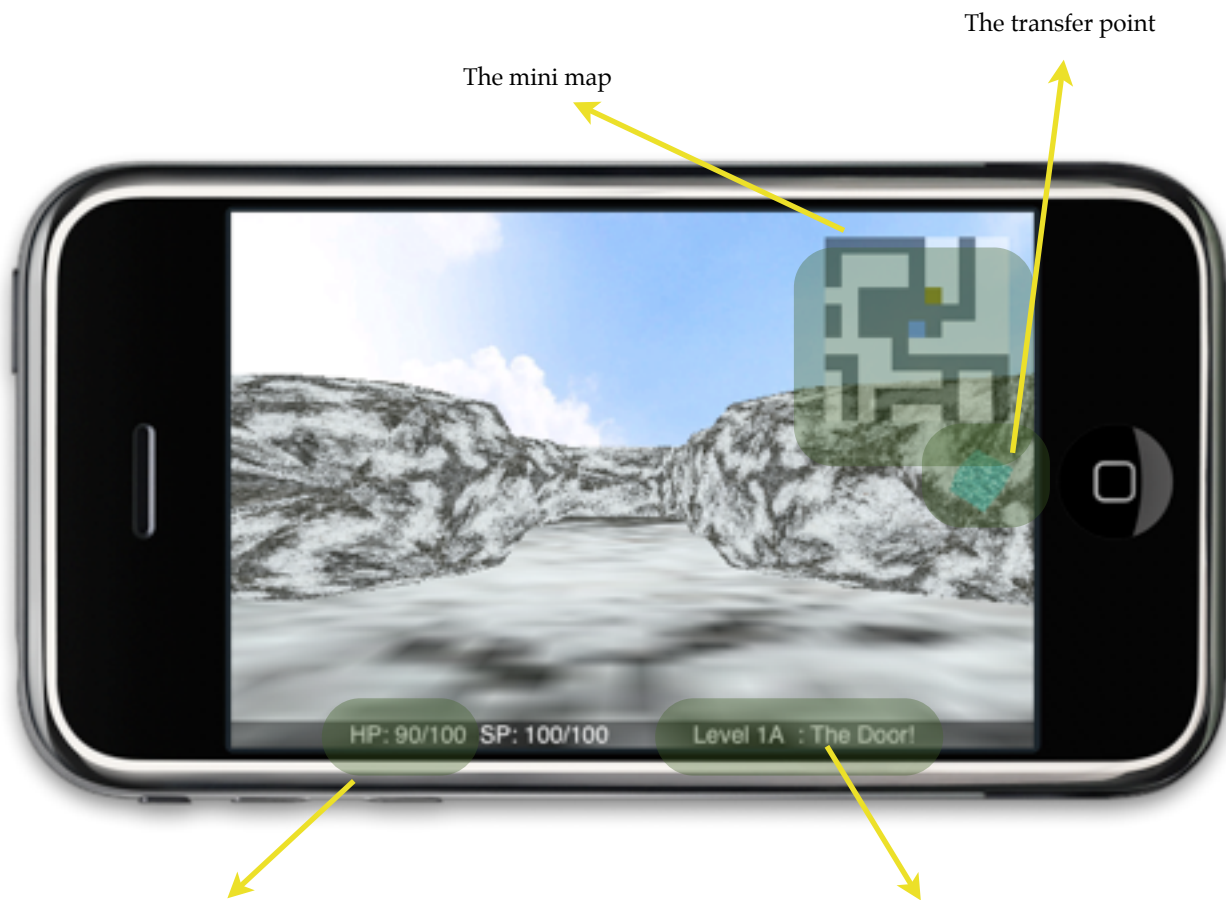 The transfer point
The mini map
HP: 90/100 SP: 100/100 Level 1A : The Door!